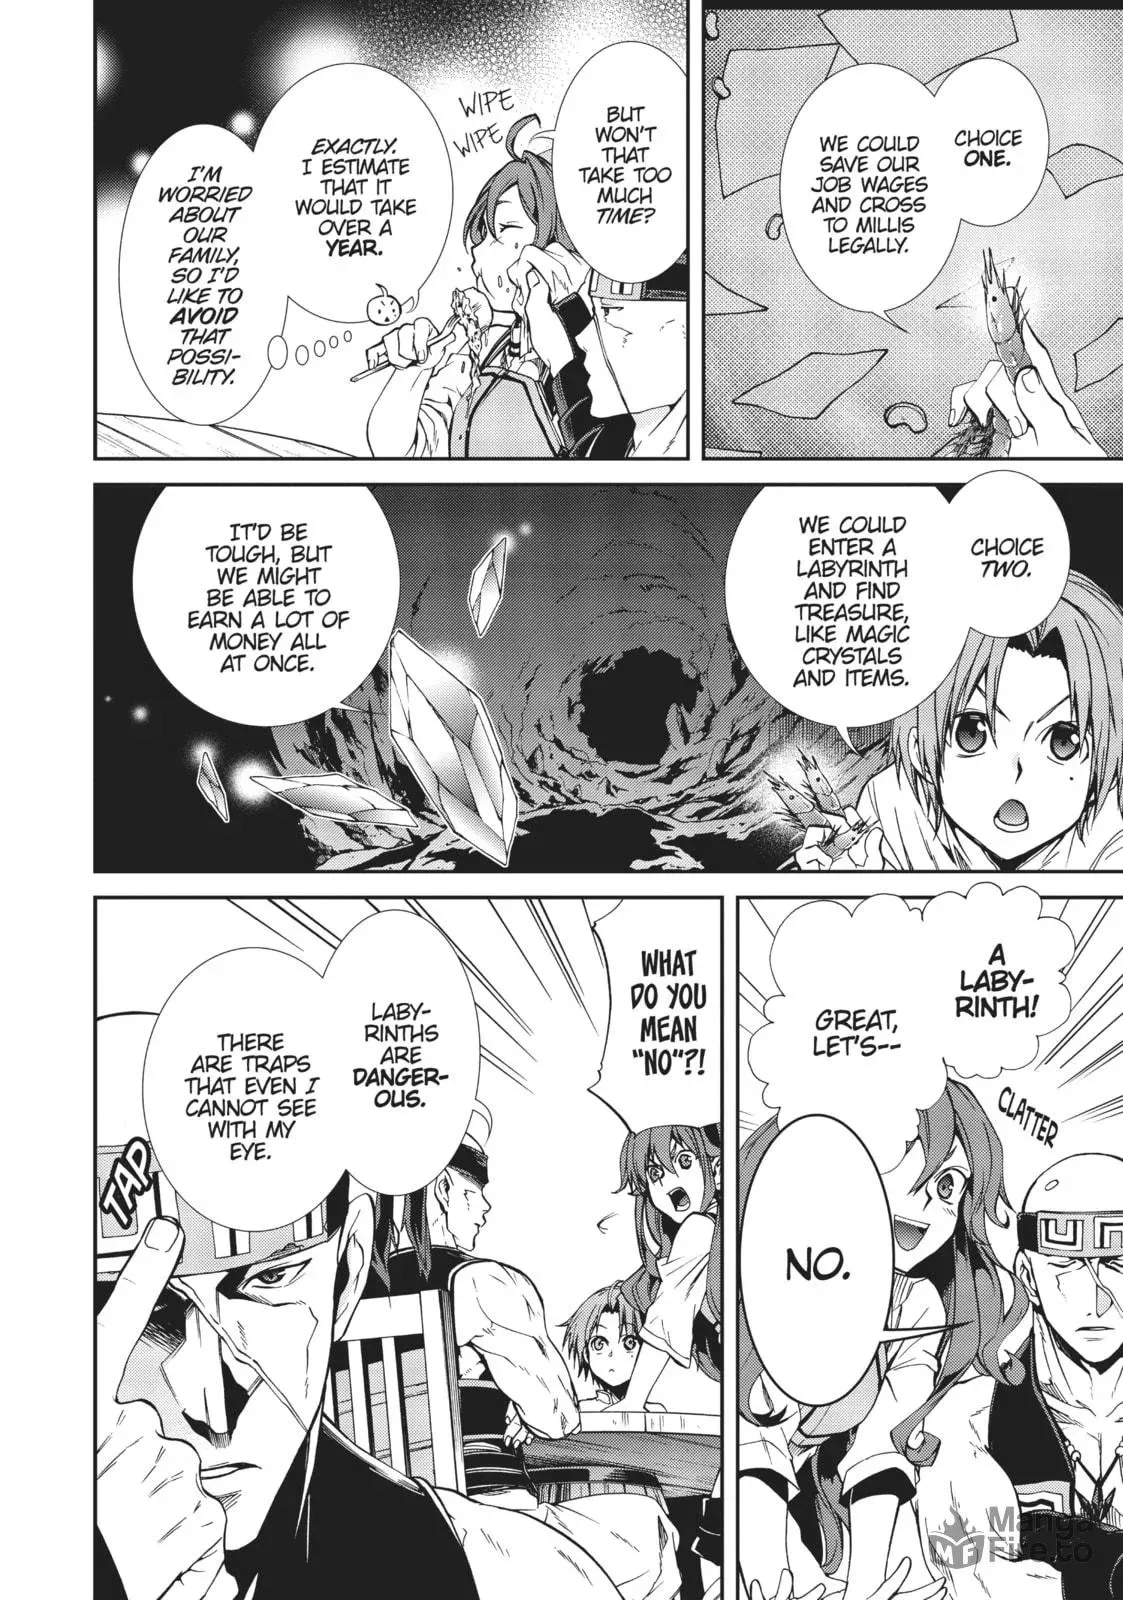 CHOICE
ONE.
WE COULD
SAVE OUR
JOB WAGES
AND CROSS
TO MILLIS
LEGALLY.
BUT
WON'T
THAT
TAKE TOO
MUCH
TIME?
WIPE
WIPE
EXACTLY.
I ESTIMATE
THAT IT
WOULD TAKE
OVER A
YEAR.
I'M
WORRIED
ABOUT
OUR
FAMILY,
SO I'D
LIKE TO
AVOID
THAT
POSSI-
BILITY.
CHOICE
TWO.
WE COULD
ENTER A
LABYRINTH
AND FIND
TREASURE,
LIKE MAGIC
CRYSTALS
AND ITEMS.
IT'D BE
TOUGH, BUT
WE MIGHT
BE ABLE TO
EARN A LOT OF
MONEY ALL
AT ONCE.
A
LABY-
RINTH!
GREAT,
LET'S--
CLATTER
NO.
WHAT
DO YOU
MEAN
"NO"?!
LABY-
RINTHS
ARE
DANGER-
OUS.
THERE
ARE TRAPS
THAT EVEN I
CANNOT SEE
WITH MY
EYE.
TAP
Manga
Fire.to
MF